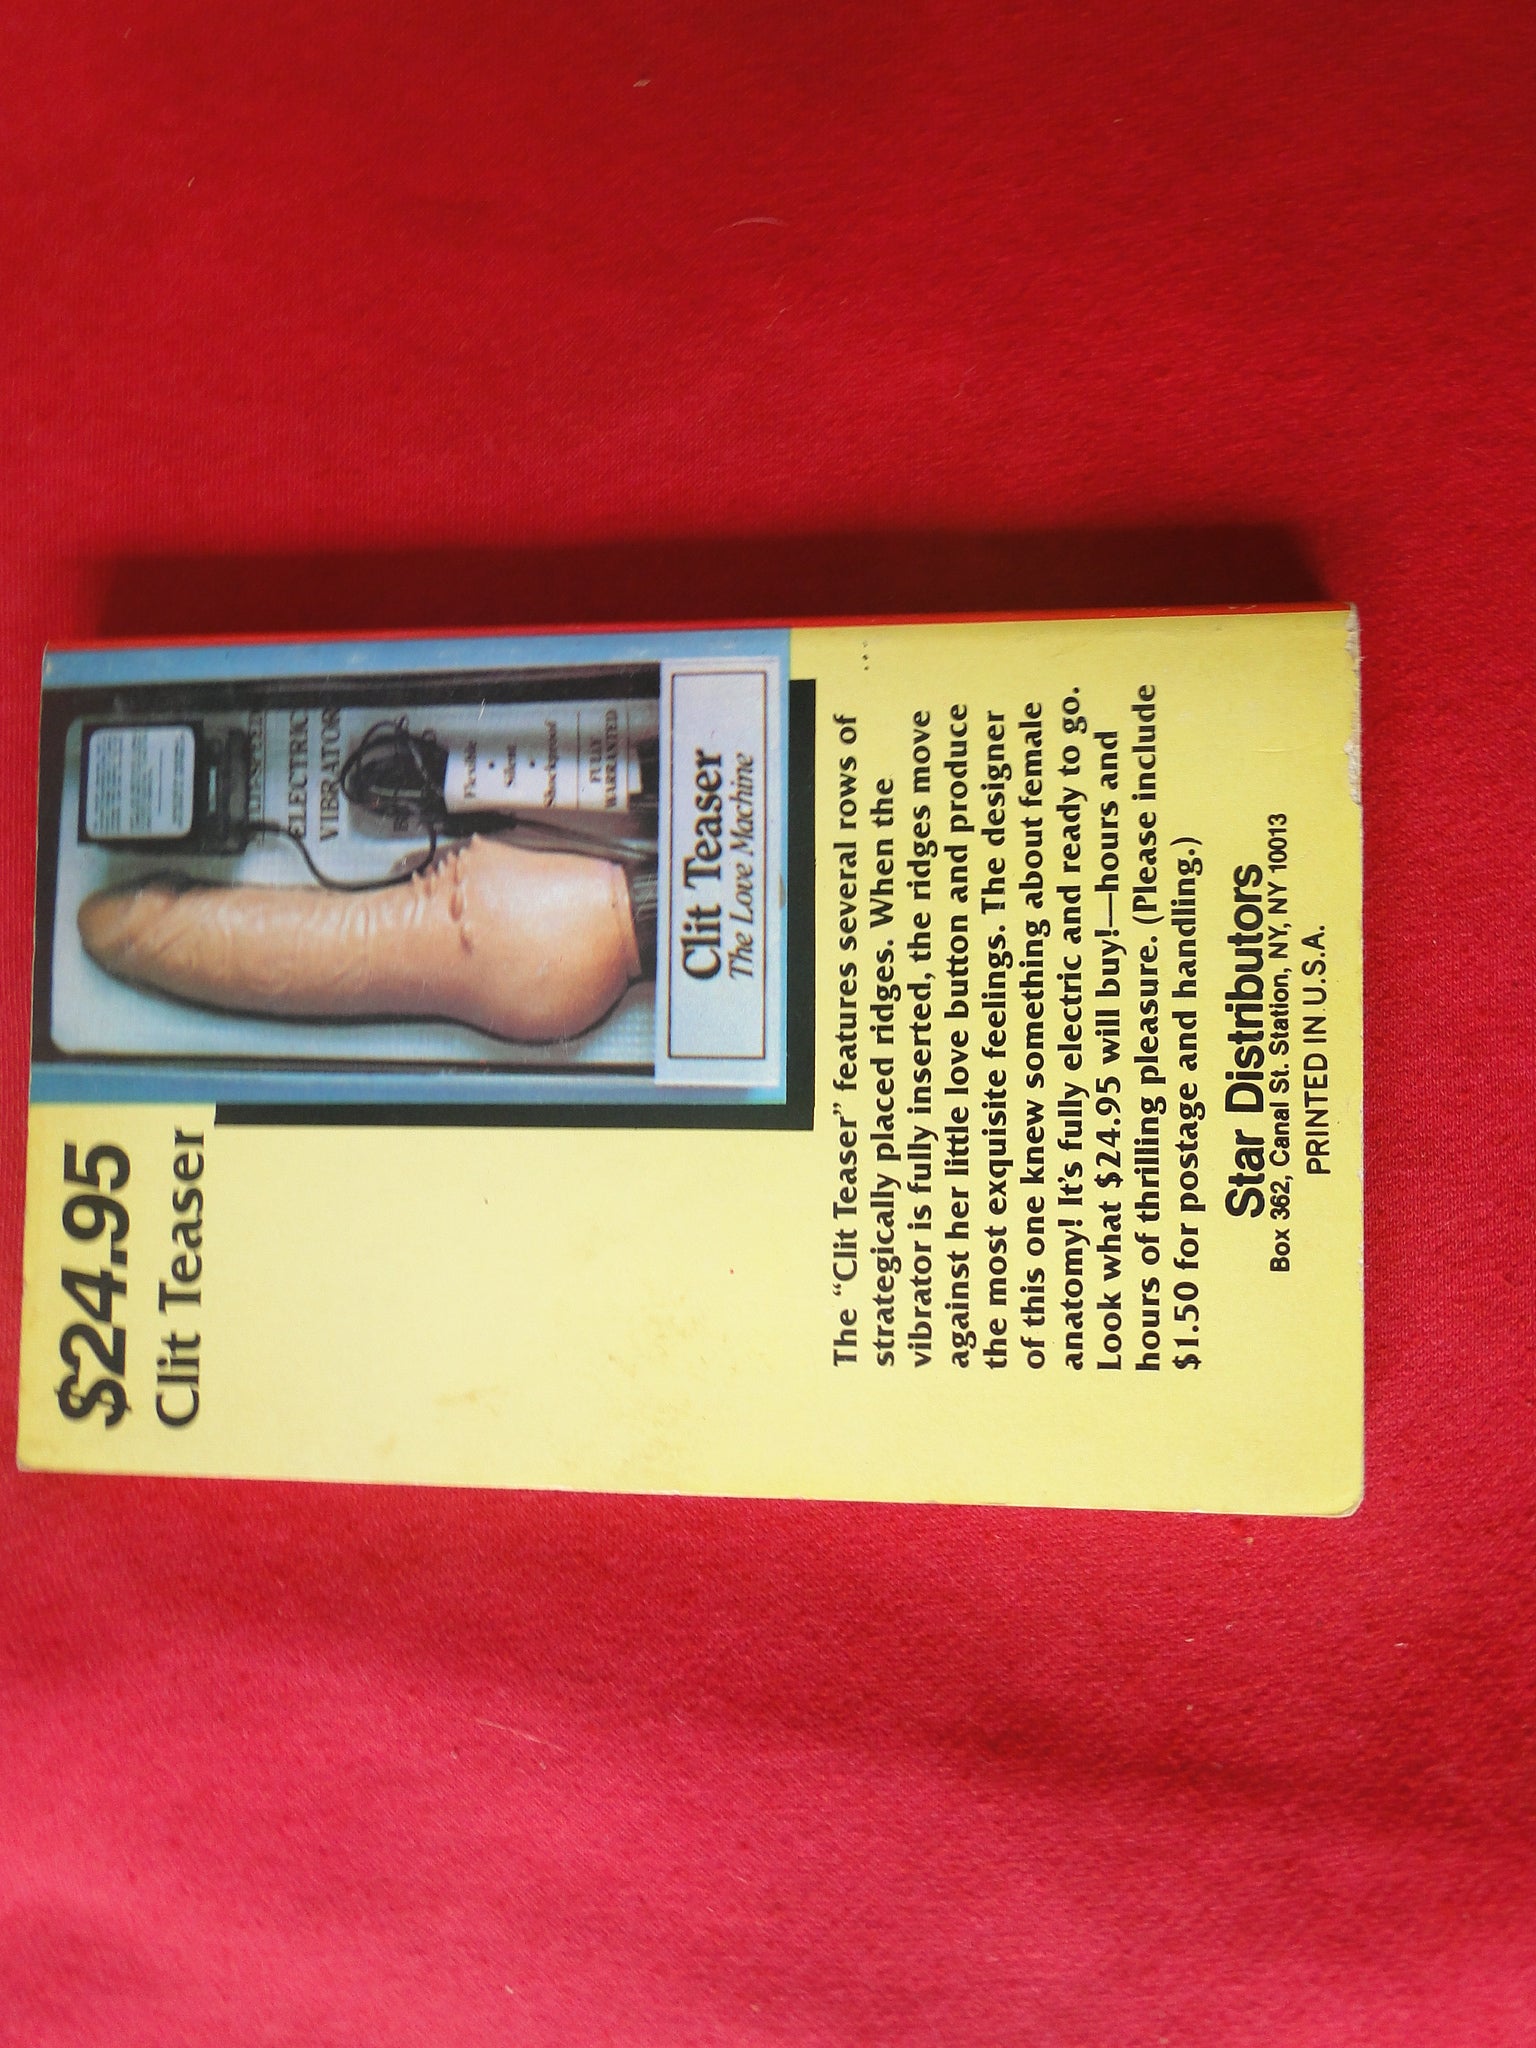 $24.95
Clit Teaser
ELECTRIC
VIBRATOR
Flexible
•
Silent
•
Shockproof
FULLY
WARRANTED
Clit Teaser
The Love Machine
The “Clit Teaser” features several rows of
strategically placed ridges. When the
vibrator is fully inserted, the ridges move
against her little love button and produce
the most exquisite feelings. The designer
of this one knew something about female
anatomy! It’s fully electric and ready to go.
Look what $24.95 will buy!—hours and
hours of thrilling pleasure. (Please include
$1.50 for postage and handling.)
Star Distributors
Box 362, Canal St. Station, NY, NY 10013
PRINTED IN U.S.A.